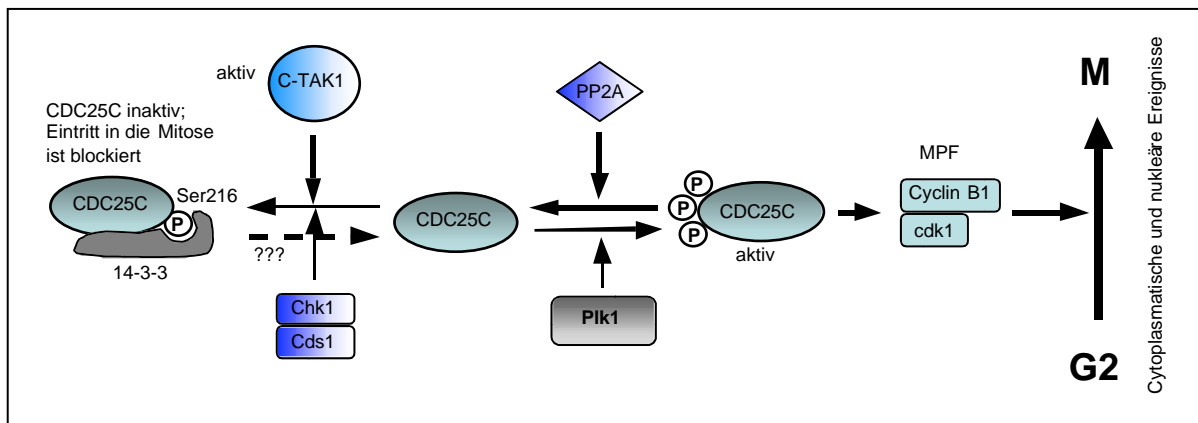 aktiv
C-TAK1
PP2A
CDC25C inaktiv;
Eintritt in die Mitose
ist blockiert
CDC25C
Ser216
P
14-3-3
???
Chk1
Cds1
CDC25C
Plk1
P
P
P
CDC25C
aktiv
MPF
Cyclin B1
cdk1
M
G2
Cytoplasmatische und nukleäre Ereignisse